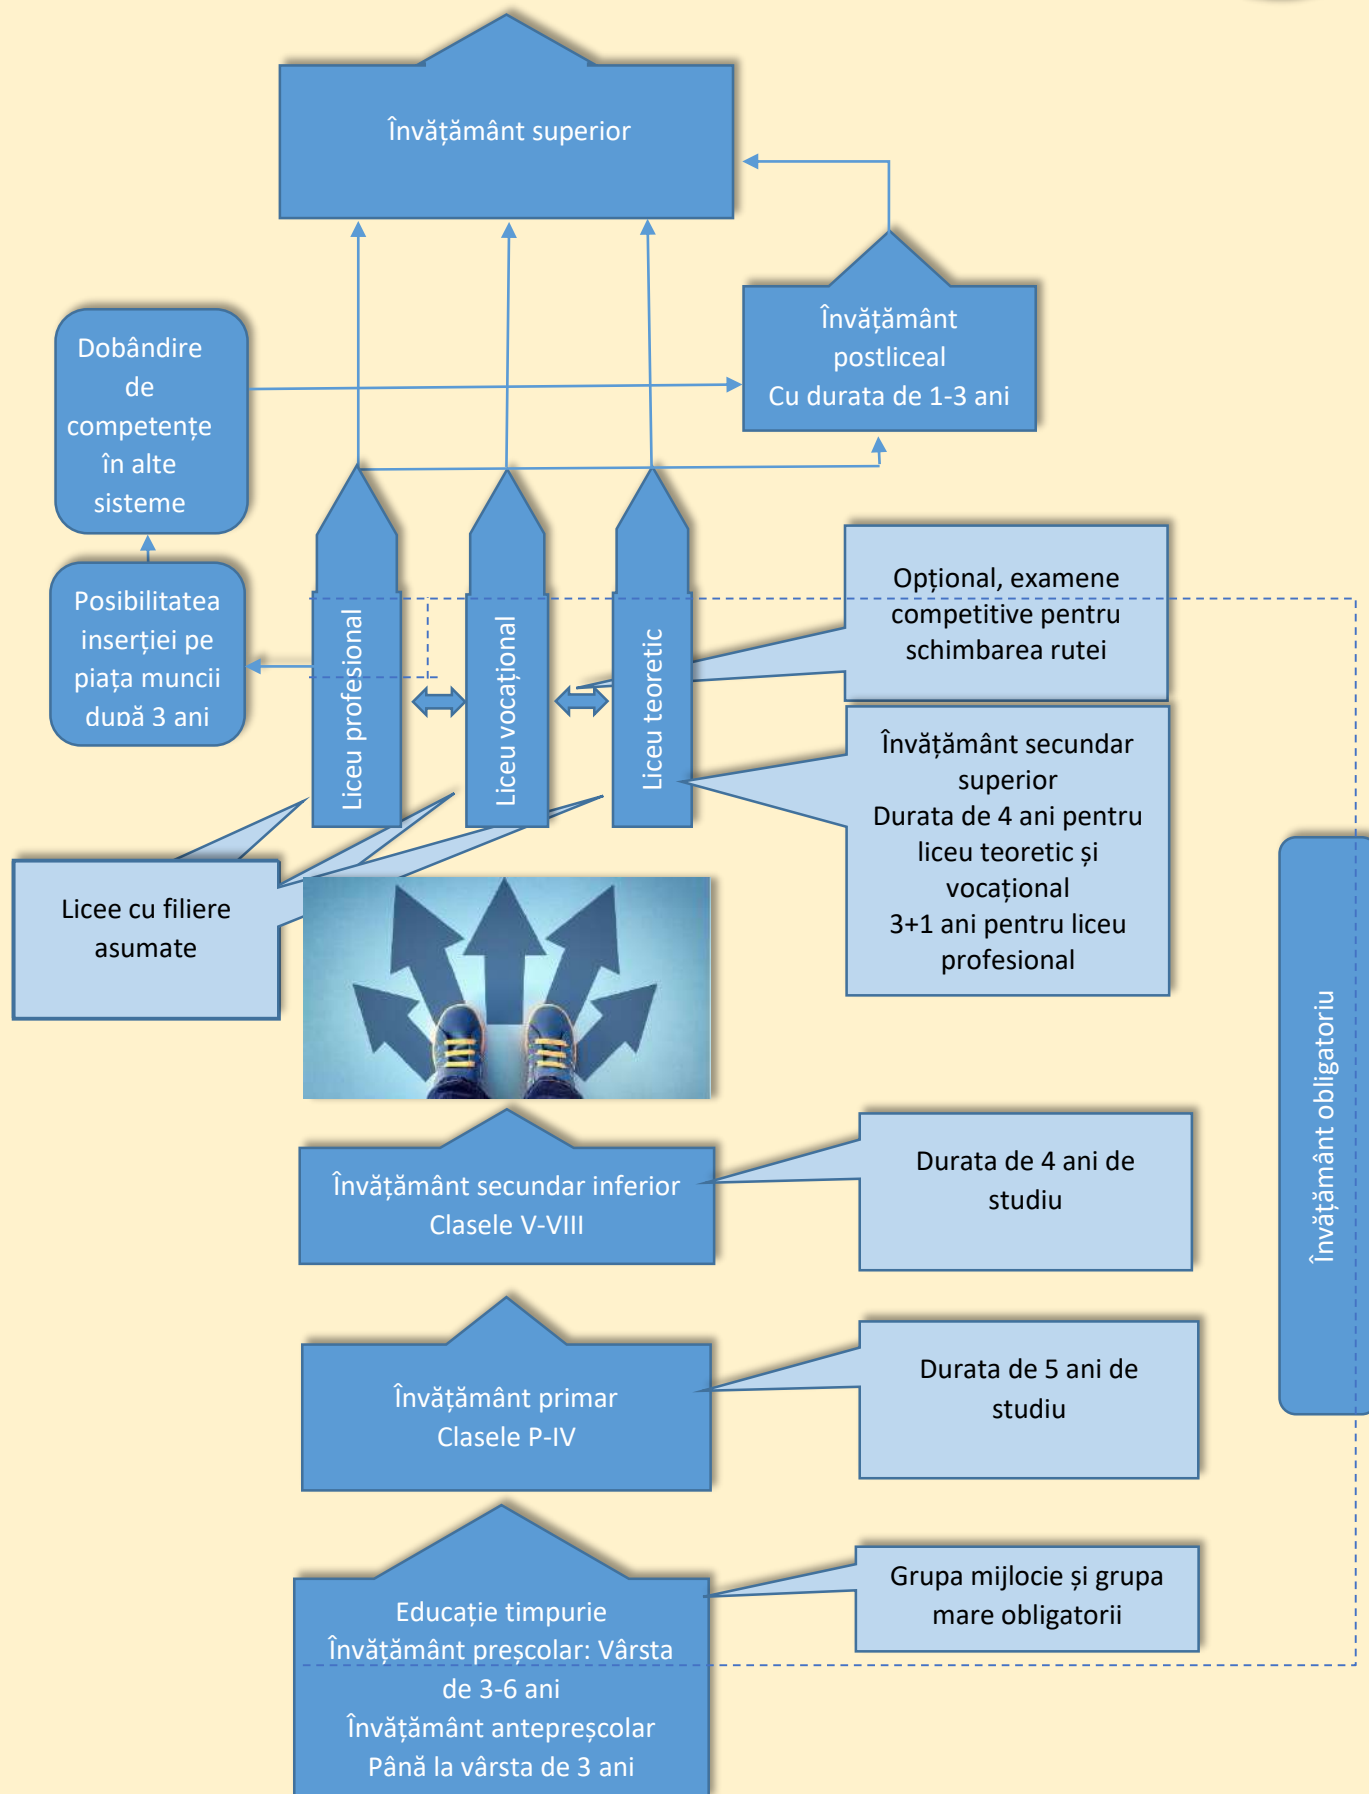 Învățământ superior
Învățământ
postliceal
Cu durata de 1-3 ani
Dobândire
de
competențe
în alte
sisteme
Posibilitatea
inserției pe
piața muncii
după 3 ani
Liceu profesional
Liceu vocațional
Liceu teoretic
Opțional, examene
competitive pentru
schimbarea rutei
Învățământ secundar
superior
Durata de 4 ani pentru
liceu teoretic și
vocațional
3+1 ani pentru liceu
profesional
Licee cu filiere
asumate
Învățământ obligatoriu
Învățământ secundar inferior
Clasele V-VIII
Durata de 4 ani de
studiu
Învățământ primar
Clasele P-IV
Durata de 5 ani de
studiu
Educație timpurie
Învățământ preșcolar: Vârsta
de 3-6 ani
Învățământ antepreșcolar
Până la vârsta de 3 ani
Grupa mijlocie și grupa
mare obligatorii